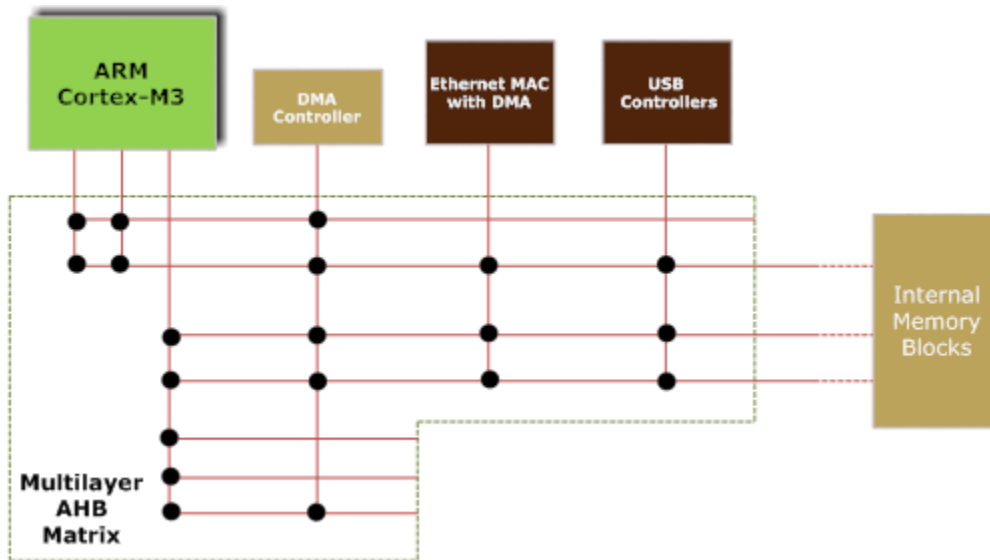 ARM
Cortex-M3
DMA
Controller
Ethernet MAC
with DMA
USB
Controllers
Internal
Memory
Blocks
Multilayer
AHB
Matrix